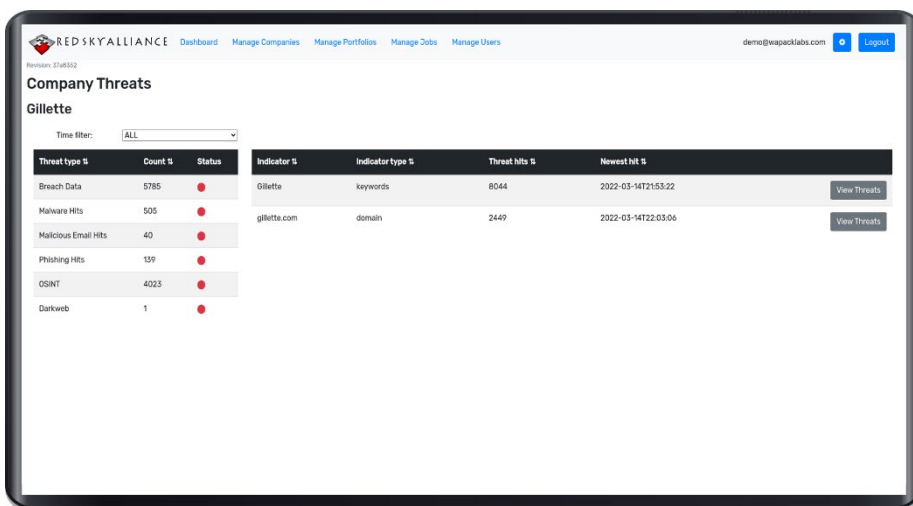 REDSKYALLIANCE Dashboard Manage Companies Manage Portfolios Manage Jobs Manage Users demo@wapacklabs.com Logout
Company Threats
Gillette
Time filter: ALL
Threat type Count Status Indicator Indicator type Threat hits Newest hit
Breach Data 5785 Gillette keywords 8044 2022-03-14T21:53:22 View Threats
Malware Hits 505
gillette.com domain 2449 2022-03-14T22:03:06 View Threats
Malicious Email Hits 40
Phishing Hits 139
OSINT 4023
Darkweb 1